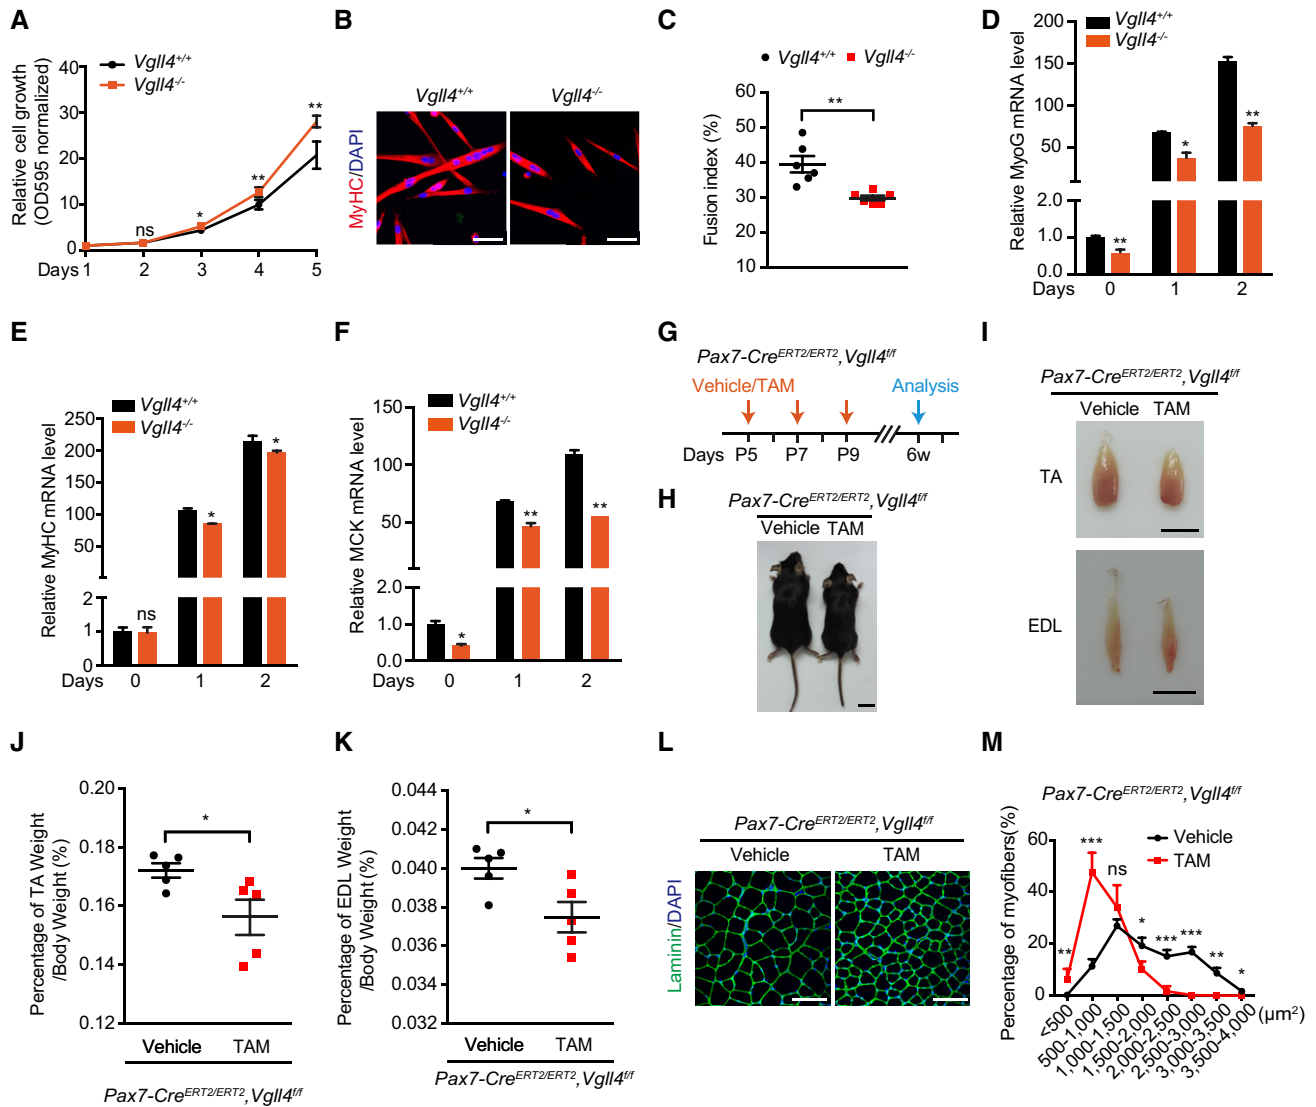 A
Vgll4+/+
Vgll4-/-
Relative cell growth
(OD595 normalized)
40
30
20
10
0
ns
*
**
**
Days 1 2 3 4 5
B
Vgll4+/+ Vgll4-/-
MyHC/DAPI
C
Vgll4+/+ Vgll4-/-
Fusion index (%)
60
50
40
30
20
10
**
D
Vgll4+/+
Vgll4-/-
Relative MyoG mRNA level
200
150
100
50
2.0
1.0
0.0
**
*
**
Days 0 1 2
E
Vgll4+/+
Vgll4-/-
Relative MyHC mRNA level
250
200
150
100
50
2
1
0
ns
*
*
Days 0 1 2
F
Vgll4+/+
Vgll4-/-
Relative MCK mRNA level
150
100
50
2.0
1.0
0.0
*
**
**
Days 0 1 2
G
Pax7-CreERT2/ERT2,Vgll4f/f
Vehicle/TAM Analysis
Days P5 P7 P9 6w
H
Pax7-CreERT2/ERT2,Vgll4f/f
Vehicle TAM
I
Pax7-CreERT2/ERT2,Vgll4f/f
Vehicle TAM
TA
EDL
J
Percentage of TA Weight
/Body Weight (%)
0.20
0.18
0.16
0.14
0.12
*
Vehicle TAM
Pax7-CreERT2/ERT2,Vgll4f/f
K
Percentage of EDL Weight
/Body Weight (%)
0.044
0.042
0.040
0.038
0.036
0.034
0.032
*
Vehicle TAM
Pax7-CreERT2/ERT2,Vgll4f/f
L
Pax7-CreERT2/ERT2,Vgll4f/f
Vehicle TAM
Laminin/DAPI
M
Pax7-CreERT2/ERT2,Vgll4f/f
Vehicle
TAM
Percentage of myofibers(%)
60
40
20
0
**
***
ns
*
***
***
**
*
<500
500-1,000
1,000-1,500
1,500-2,000
2,000-2,500
2,500-3,000
3,000-3,500
3,500-4,000
(µm2)